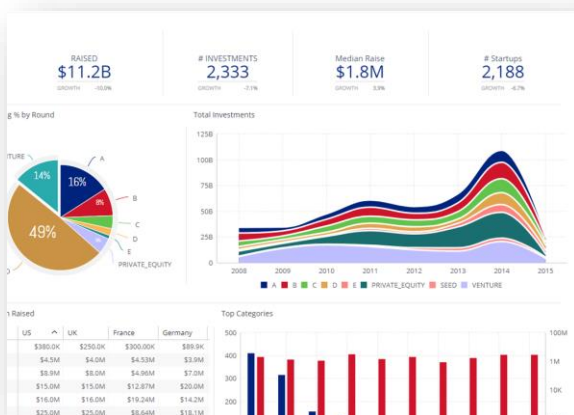 RAISED
$11.2B
GROWTH -10.0%
# INVESTMENTS
2,333
GROWTH -7.1%
Median Raise
$1.8M
GROWTH 3.9%
# Startups
2,188
GROWTH -6.7%
g % by Round
TURE
14%
16%
8%
49%
A
B
C
D
E
PRIVATE_EQUITY
Total Investments
125B
100B
75B
50B
25B
0
2008 2009 2010 2011 2012 2013 2014 2015
A B C D E PRIVATE_EQUITY SEED VENTURE
n Raised
US UK France Germany
$380.0K $250.0K $300.00K $89.9K
$4.5M $4.0M $4.53M $3.9M
$8.9M $8.0M $4.96M $7.0M
$15.0M $15.0M $12.87M $20.0M
$16.0M $16.0M $19.24M $14.2M
$25.0M $25.0M $8.64M $18.1M
Top Categories
500
400
300
200
100M
1M
10K